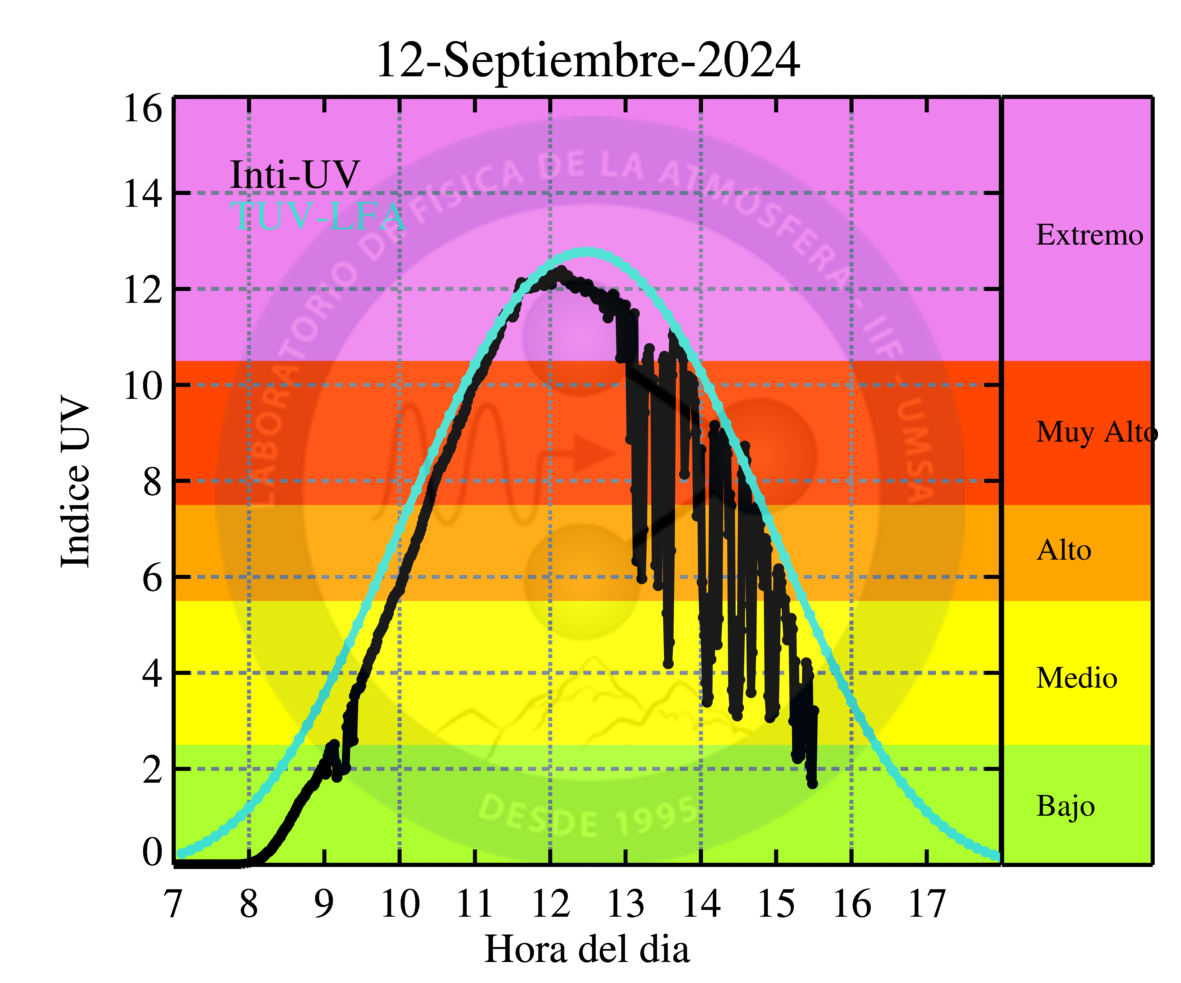 12-Septiembre-2024
16
14
12
10
8
6
4
2
0
Indice UV
Inti-UV
TUV-LFA
LABORATORIO DE FÍSICA DE LA ATMÓSFERA - IIF - UMSA
DESDE 1995
Extremo
Muy Alto
Alto
Medio
Bajo
7 8 9 10 11 12 13 14 15 16 17
Hora del dia